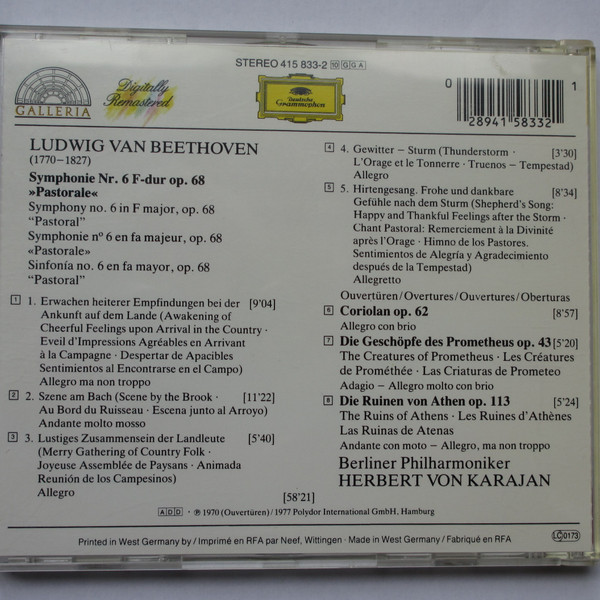 STEREO 415 833-2 10 G G A
GALLERIA
Digitally
Remastered
Deutsche
Grammophon
0 28941 58332 1
LUDWIG VAN BEETHOVEN
(1770–1827)
Symphonie Nr. 6 F-dur op. 68
»Pastorale«
Symphony no. 6 in F major, op. 68
"Pastoral"
Symphonie nº 6 en fa majeur, op. 68
«Pastorale»
Sinfonía no. 6 en fa mayor, op. 68
"Pastoral"
1 1. Erwachen heiterer Empfindungen bei der [9'04]
Ankunft auf dem Lande (Awakening of
Cheerful Feelings upon Arrival in the Country ·
Eveil d'Impressions Agréables en Arrivant
à la Campagne · Despertar de Apacibles
Sentimientos al Encontrarse en el Campo)
Allegro ma non troppo
2 2. Szene am Bach (Scene by the Brook · [11'22]
Au Bord du Ruisseau · Escena junto al Arroyo)
Andante molto mosso
3 3. Lustiges Zusammensein der Landleute [5'40]
(Merry Gathering of Country Folk ·
Joyeuse Assemblée de Paysans · Animada
Reunión de los Campesinos)
Allegro
4 4. Gewitter – Sturm (Thunderstorm · [3'30]
L'Orage et le Tonnerre · Truenos – Tempestad)
Allegro
5 5. Hirtengesang. Frohe und dankbare [8'34]
Gefühle nach dem Sturm (Shepherd's Song:
Happy and Thankful Feelings after the Storm ·
Chant Pastoral: Remerciement à la Divinité
après l'Orage · Himno de los Pastores.
Sentimientos de Alegría y Agradecimiento
después de la Tempestad)
Allegretto
Ouvertüren/Overtures/Ouvertures/Oberturas
6 Coriolan op. 62 [8'57]
Allegro con brio
7 Die Geschöpfe des Prometheus op. 43 [5'20]
The Creatures of Prometheus · Les Créatures
de Prométhée · Las Criaturas de Prometeo
Adagio – Allegro molto con brio
8 Die Ruinen von Athen op. 113 [5'24]
The Ruins of Athens · Les Ruines d'Athènes
Las Ruinas de Atenas
Andante con moto – Allegro, ma non troppo
Berliner Philharmoniker
HERBERT VON KARAJAN
[58'21]
ADD · ℗ 1970 (Ouvertüren) / 1977 Polydor International GmbH, Hamburg
Printed in West Germany by / Imprimé en RFA par Neef, Wittingen · Made in West Germany / Fabriqué en RFA
LC 0173